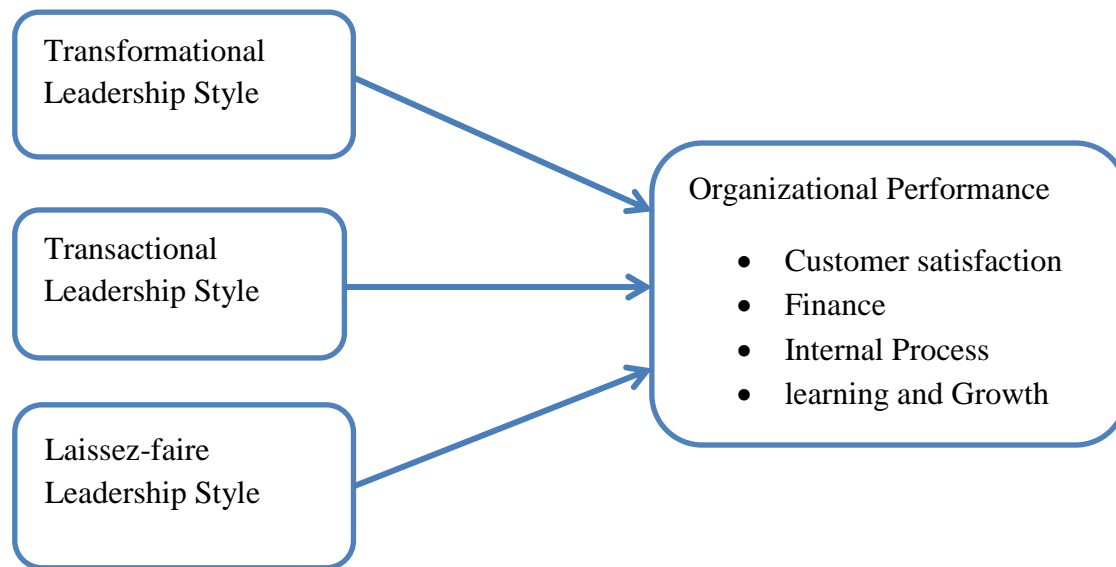 Transformational
Leadership Style
Transactional
Leadership Style
Laissez-faire
Leadership Style
Organizational Performance
• Customer satisfaction
• Finance
• Internal Process
• learning and Growth